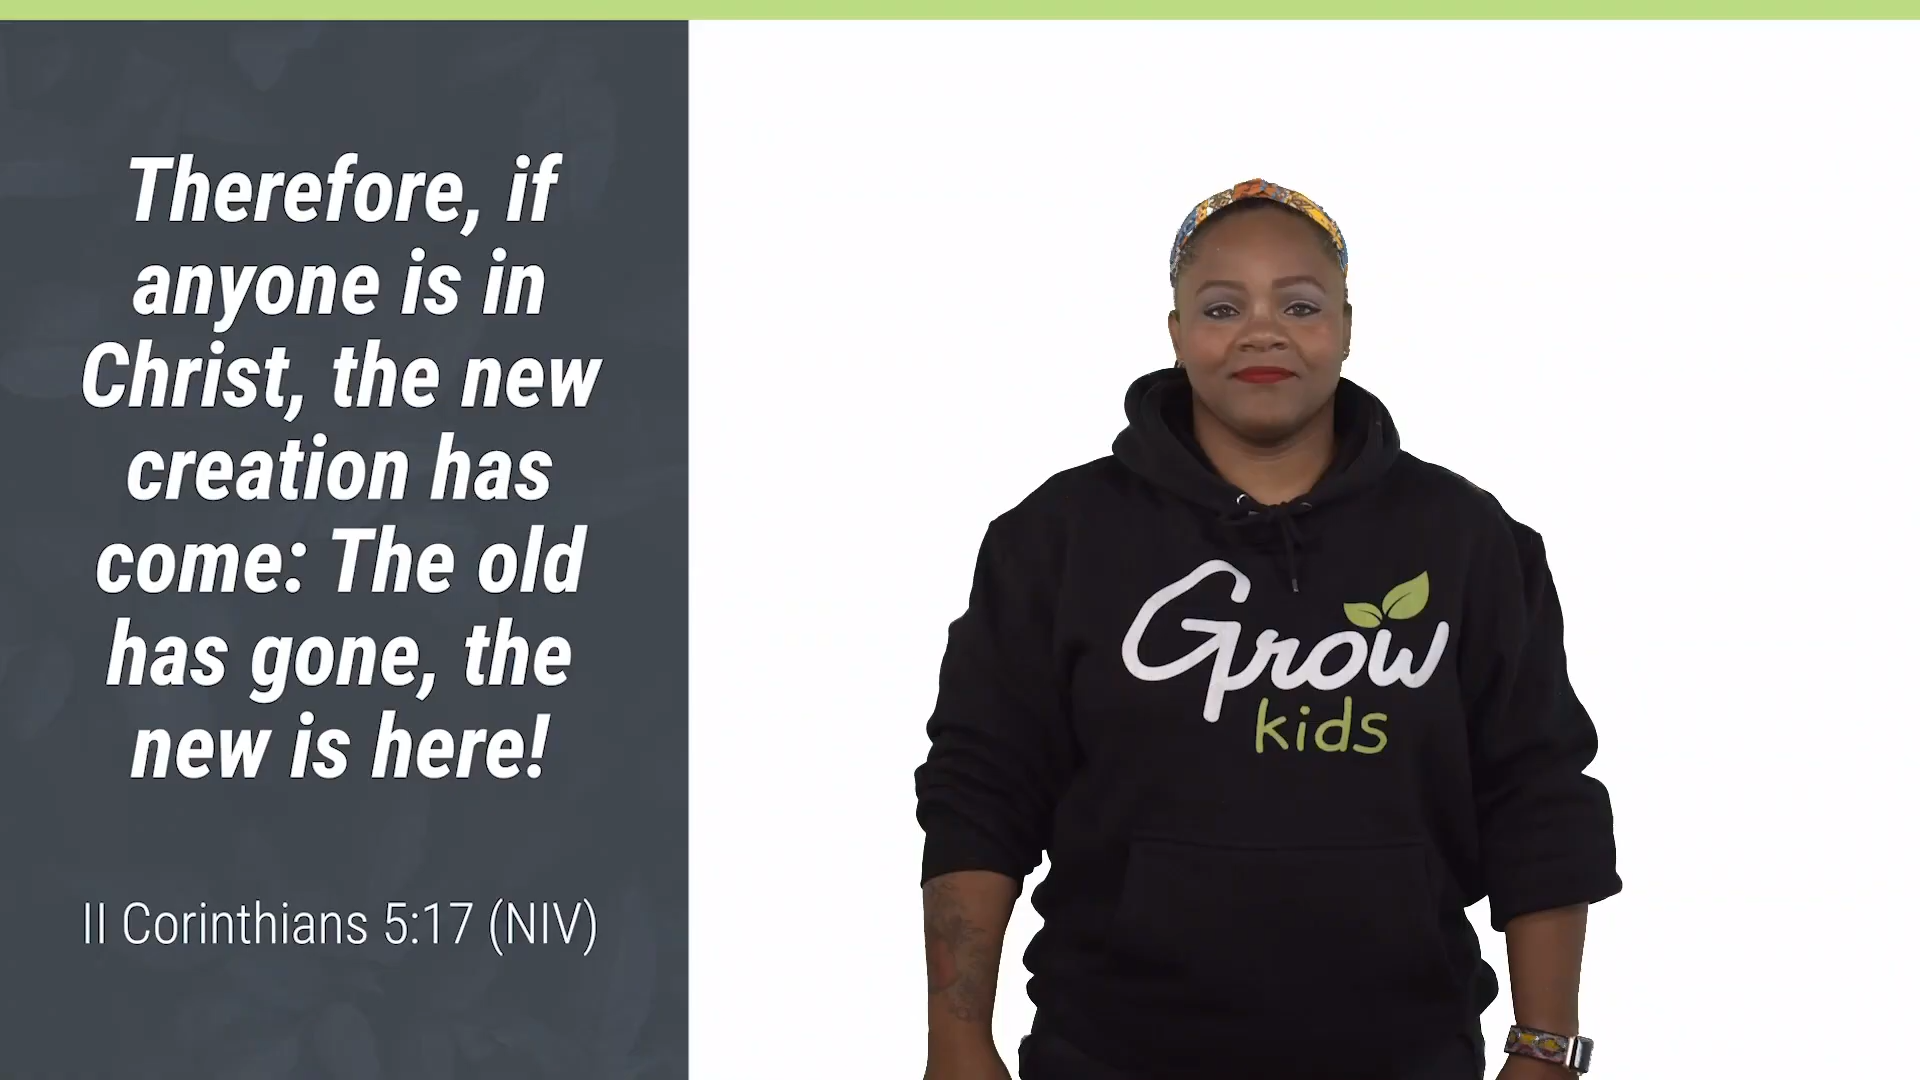 Therefore, if
anyone is in
Christ, the new
creation has
come: The old
has gone, the
new is here!
II Corinthians 5:17 (NIV)
Grow
kids